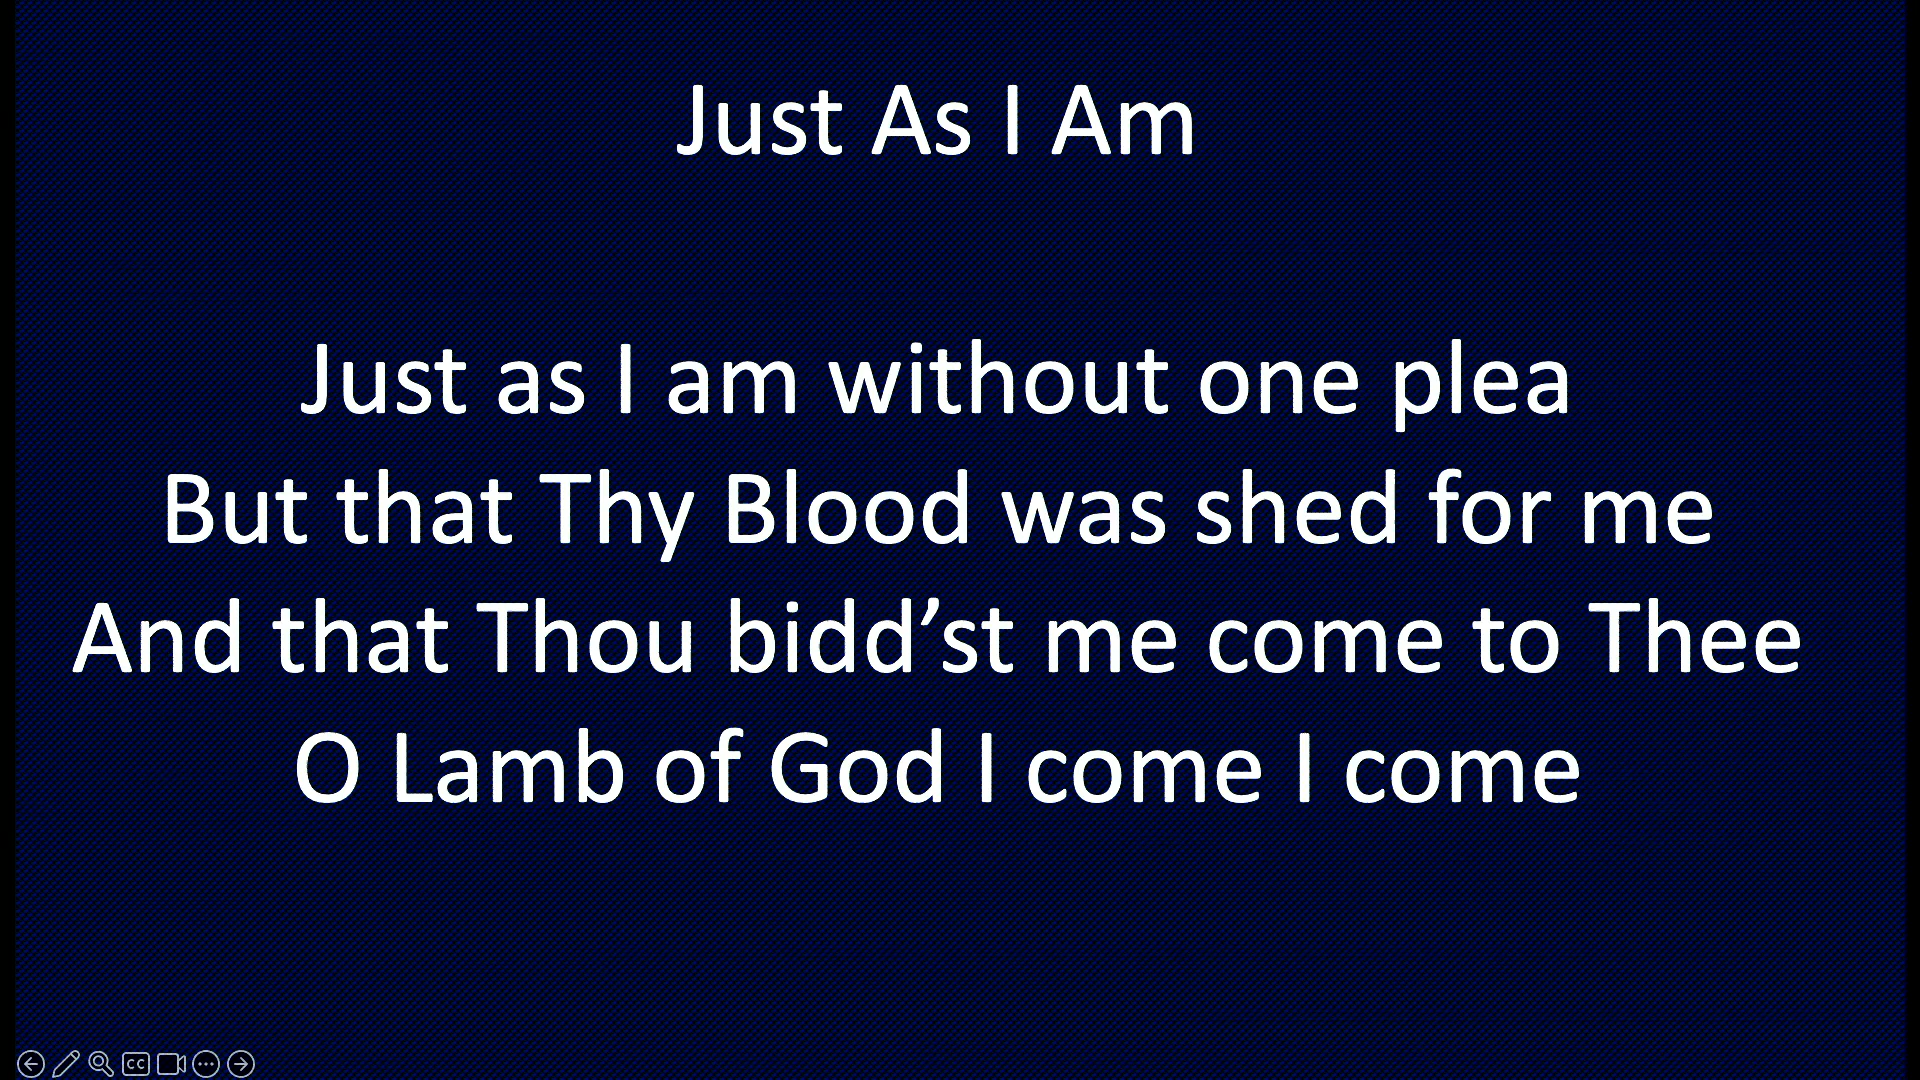 Just As I Am
Just as I am without one plea
But that Thy Blood was shed for me
And that Thou bidd’st me come to Thee
O Lamb of God I come I come
CC